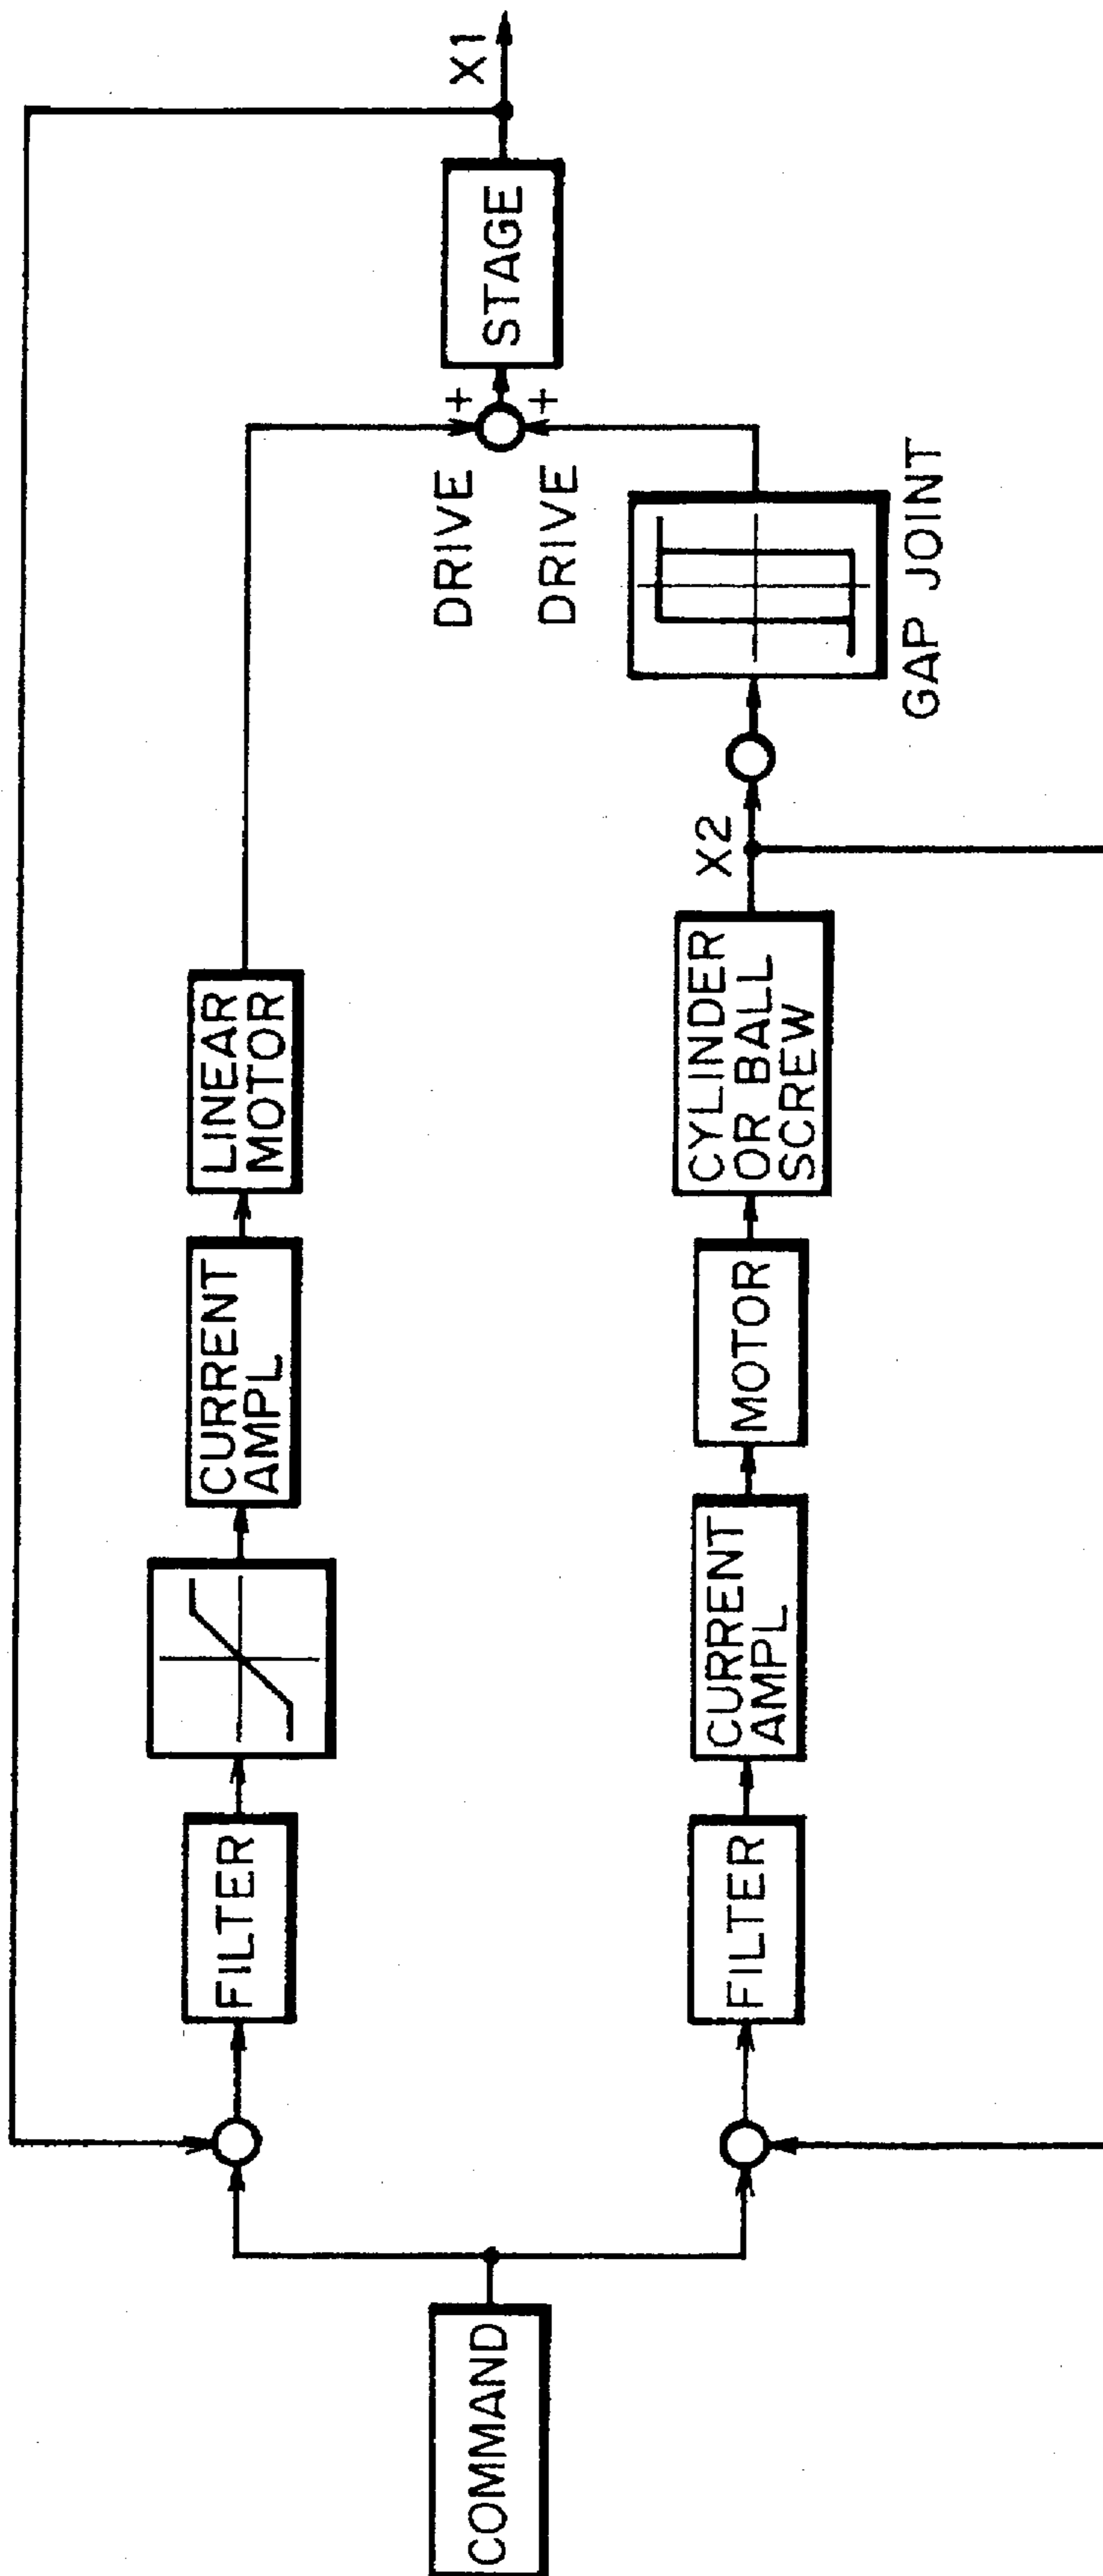 COMMAND
FILTER
CURRENT
AMPL
LINEAR
MOTOR
DRIVE
+
STAGE
X1
+
DRIVE
FILTER
CURRENT
AMPL
MOTOR
CYLINDER
OR BALL
SCREW
X2
GAP JOINT